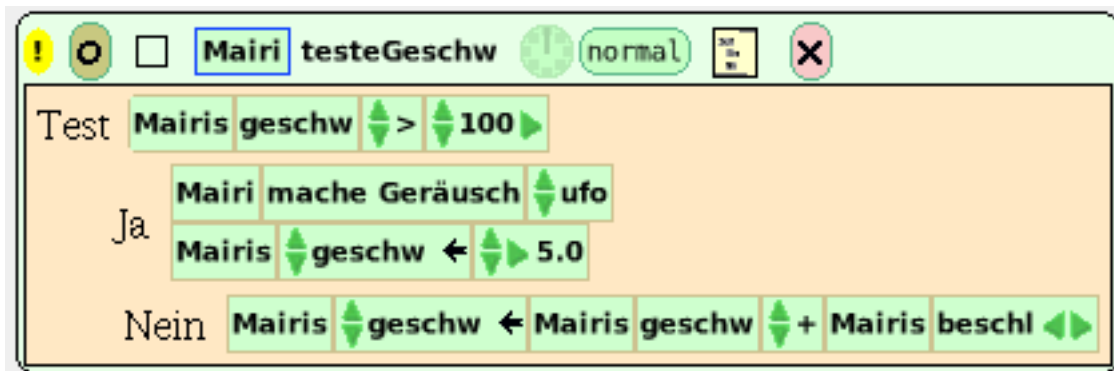 ! O Mairi testeGeschw normal X
Test Mairis geschw > 100
Mairi mache Geräusch ufo
Ja
Mairis geschw ← 5.0
Nein Mairis geschw ← Mairis geschw + Mairis beschl